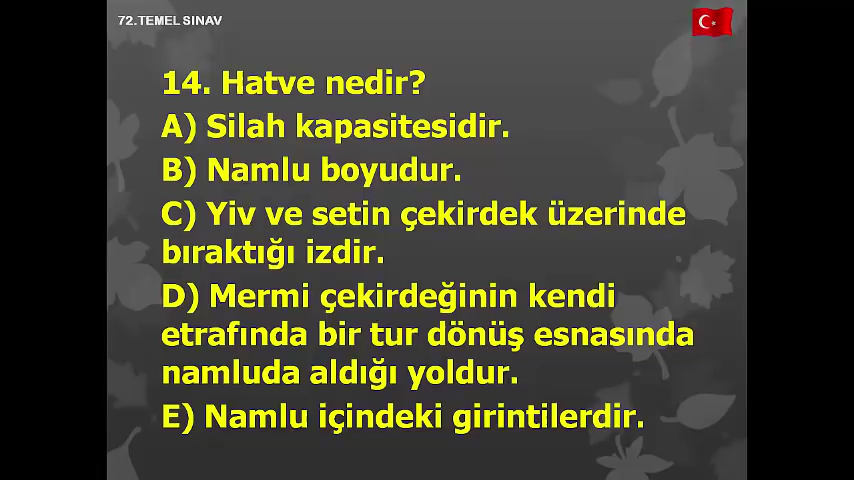 72.TEMEL SINAV
14. Hatve nedir?
A) Silah kapasitesidir.
B) Namlu boyudur.
C) Yiv ve setin çekirdek üzerinde
bıraktığı izdir.
D) Mermi çekirdeğinin kendi
etrafında bir tur dönüş esnasında
namluda aldığı yoldur.
E) Namlu içindeki girintilerdir.